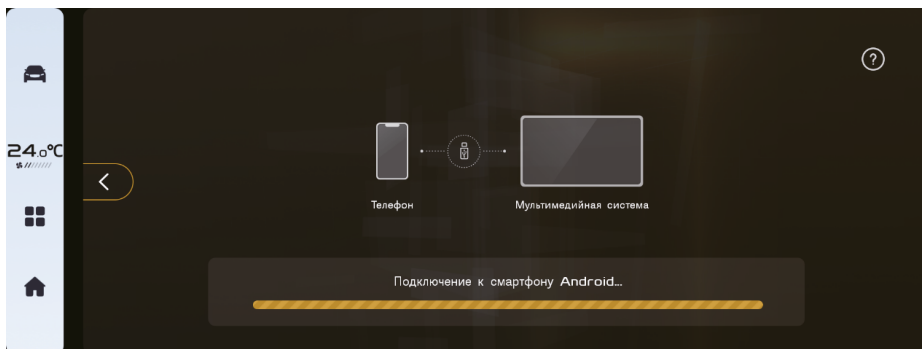 24.0°C
?
Телефон
Мультимедийная система
Подключение к смартфону Android...